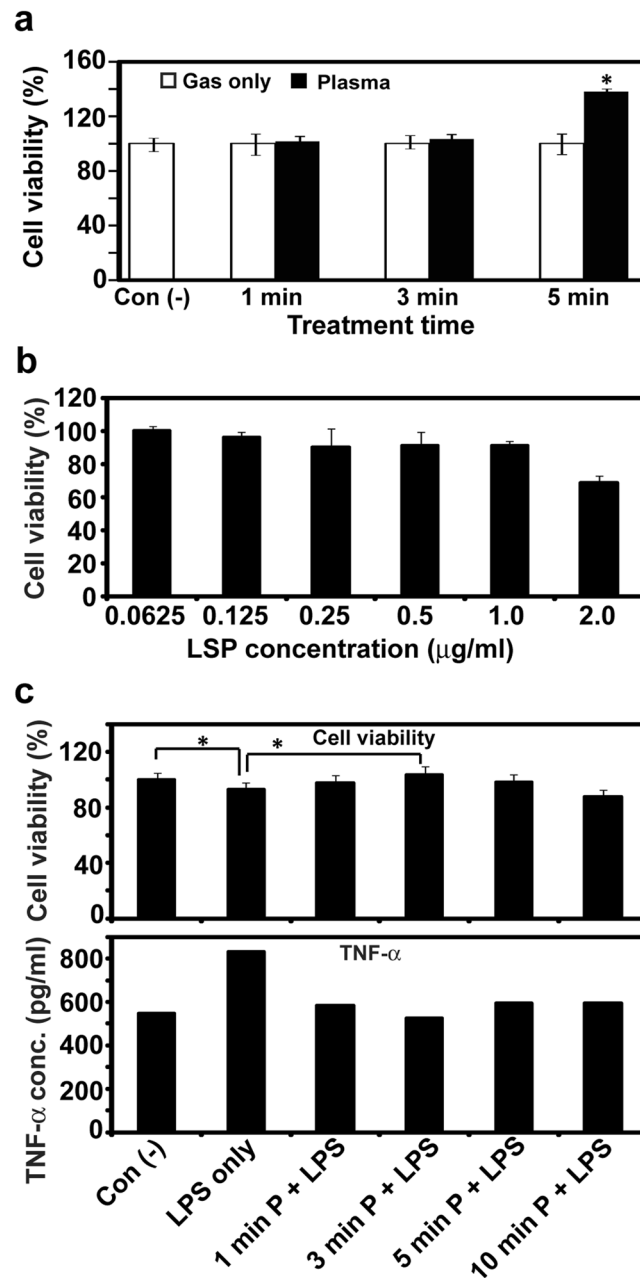 a
Cell viability (%)
160
120
80
40
0
Gas only Plasma
*
Con (-) 1 min 3 min 5 min
Treatment time
b
Cell viability (%)
120
100
80
60
40
20
0
0.0625 0.125 0.25 0.5 1.0 2.0
LSP concentration (μg/ml)
c
Cell viability (%)
120
80
40
0
* * Cell viability
TNF-α conc. (pg/ml)
800
600
400
200
0
TNF-α
Con (-) LPS only 1 min P + LPS 3 min P + LPS 5 min P + LPS 10 min P + LPS